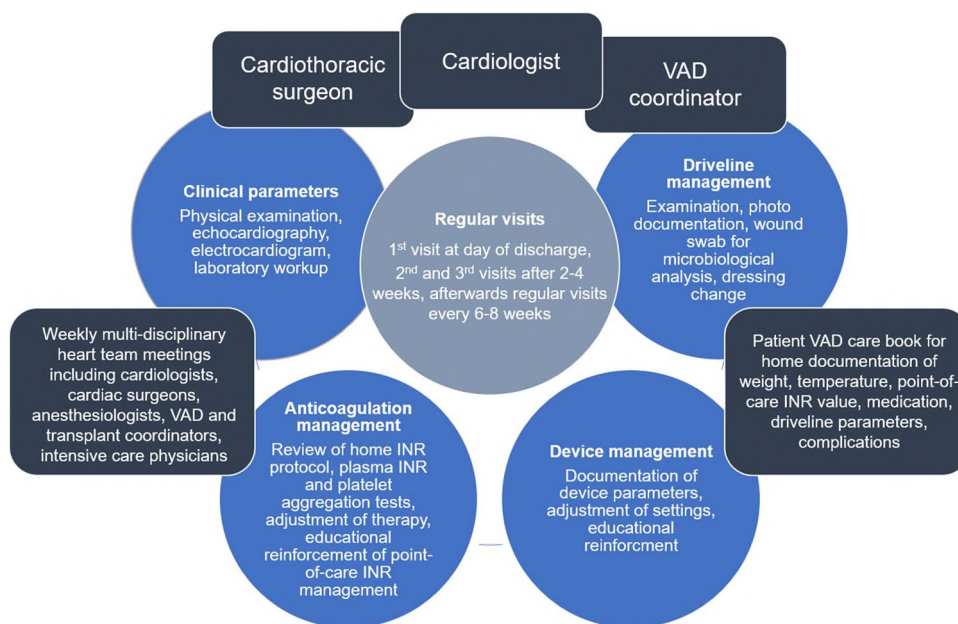 Cardiothoracic
surgeon
Cardiologist
VAD
coordinator
Clinical parameters
Physical examination,
echocardiography,
electrocardiogram,
laboratory workup
Regular visits
1st visit at day of discharge,
2nd and 3rd visits after 2-4
weeks, afterwards regular visits
every 6-8 weeks
Driveline
management
Examination, photo
documentation, wound
swab for
microbiological
analysis, dressing
change
Weekly multi-disciplinary
heart team meetings
including cardiologists,
cardiac surgeons,
anesthesiologists, VAD and
transplant coordinators,
intensive care physicians
Patient VAD care book for
home documentation of
weight, temperature, point-of-
care INR value, medication,
driveline parameters,
complications
Anticoagulation
management
Review of home INR
protocol, plasma INR
and platelet
aggregation tests,
adjustment of therapy,
educational
reinforcement of point-
of-care INR
management
Device management
Documentation of
device parameters,
adjustment of settings,
educational
reinforcment